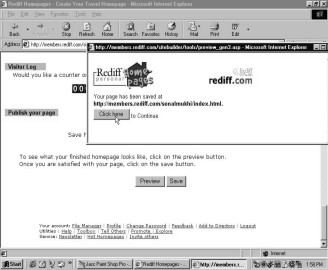 Rediff Homepages - Create Your Travel Homepage - Microsoft Internet Explorer
File Edit View Favorites Tools Help
Back Stop Home Search Favorites History Mail Print Edit
Address http://members.rediff.com/
http://members.rediff.com/sitebuilder/tools/preview_gen2.asp - Microsoft Internet Explorer
Visitor Log
Would you like a counter o
00
Rediff
personal
home pages
rediff.com
Your page has been saved at
http://members.rediff.com/sonalmukhi/index.html.
Click here to Continue
Publish your page
Save
To see what your finished homepage looks like, click on the preview button.
Once you are satisfied with your page, click on the save button.
Preview Save
Your account: File Manager | Profile | Change Password | Feedback | Add to Directory | Logout
Utilities : Help | Toolbox | Tell Others | Promote | Explore
Service: Newsletter | Hot Homepages | Invite others
Internet
Start Jasc Paint Shop Pro - Rediff Homepages - http://members.r... 1:58PM